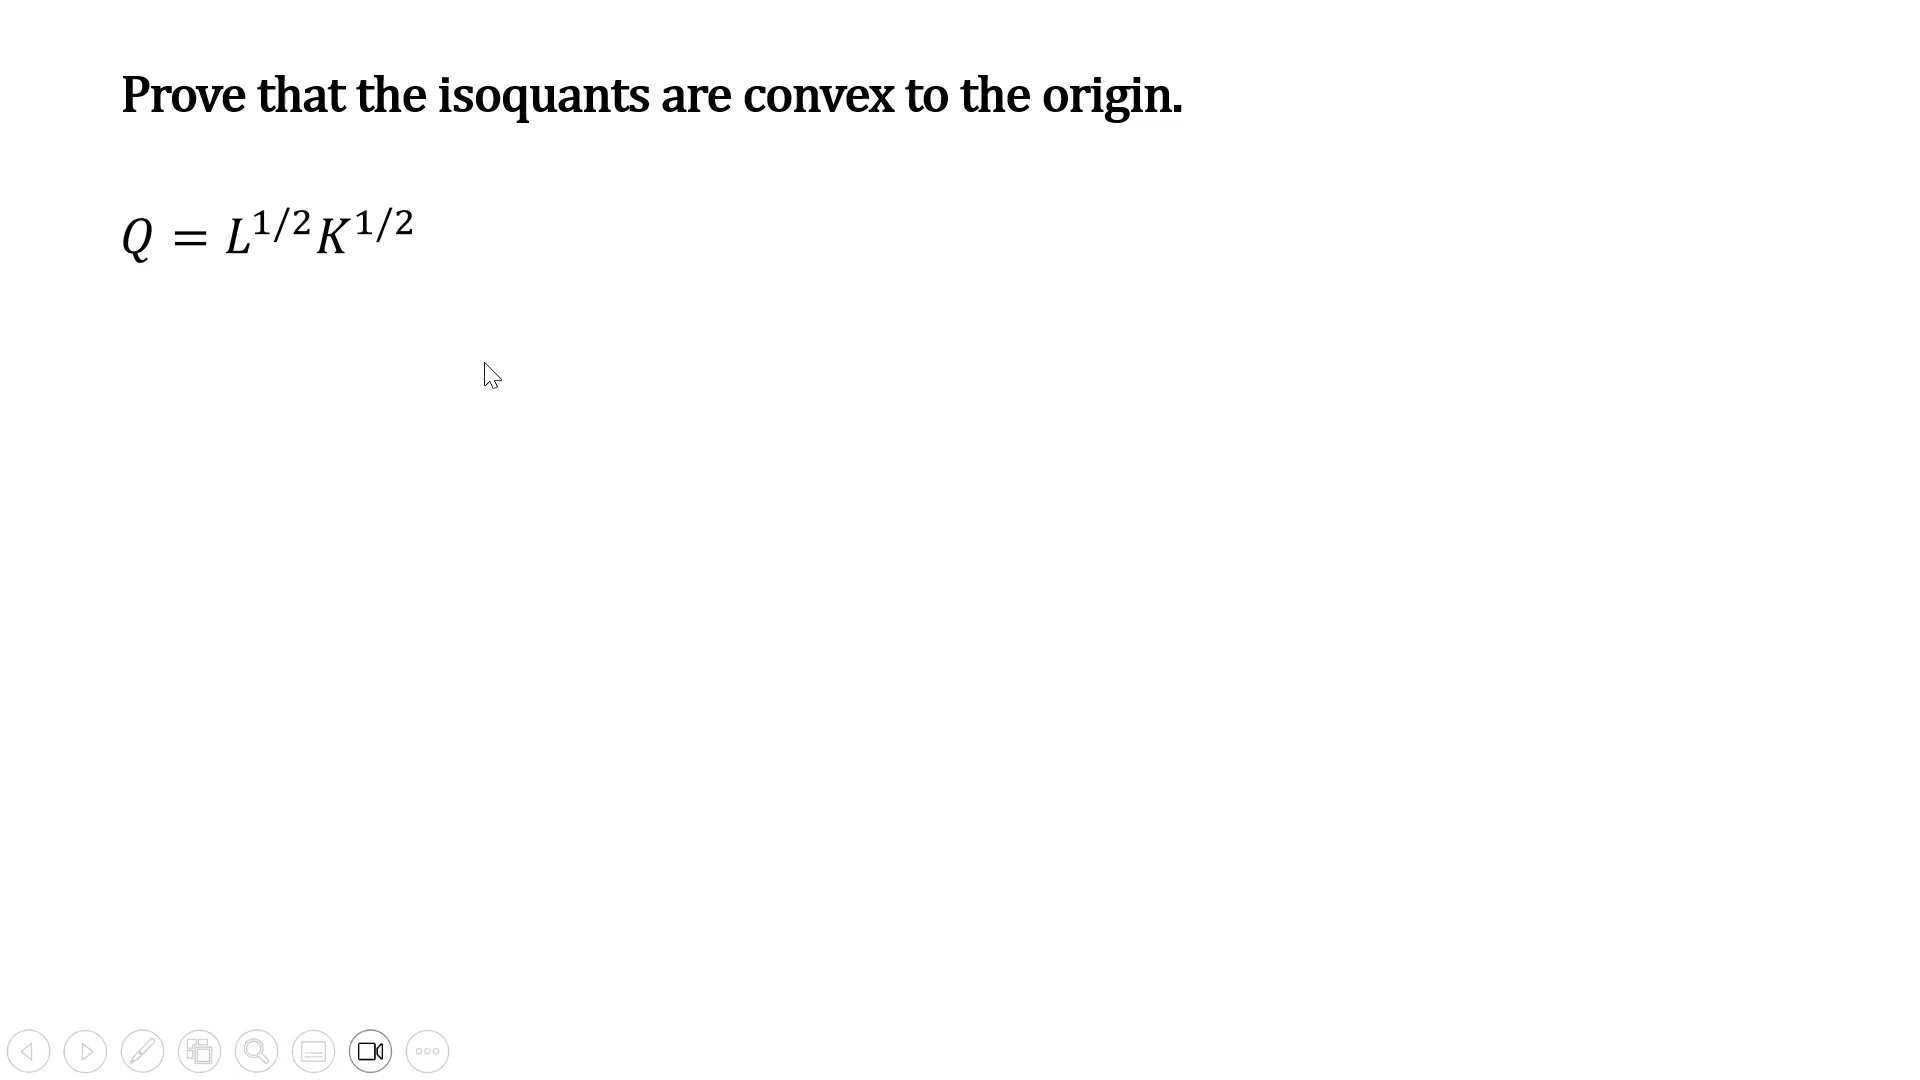 Prove that the isoquants are convex to the origin.
Q = L^{1/2}K^{1/2}